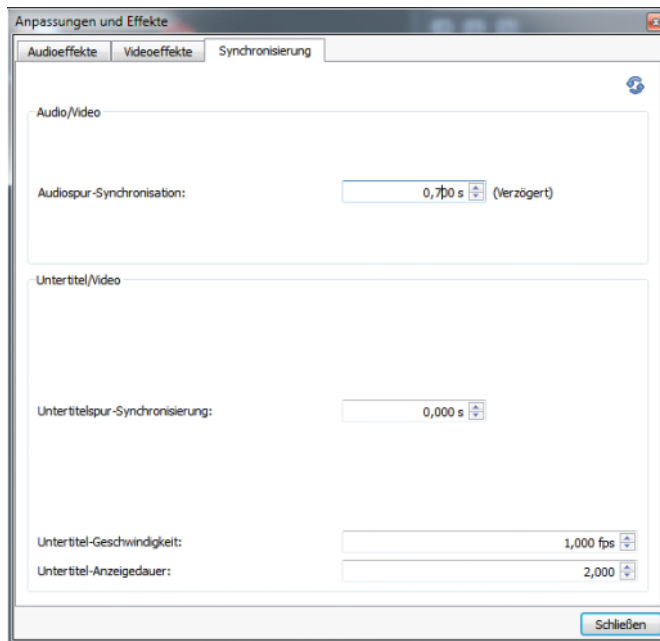 Anpassungen und Effekte
Audioeffekte Videoeffekte Synchronisierung
Audio/Video
Audiospur-Synchronisation: 0,700 s (Verzögert)
Untertitel/Video
Untertitelspur-Synchronisierung: 0,000 s
Untertitel-Geschwindigkeit: 1,000 fps
Untertitel-Anzeigedauer: 2,000
Schließen